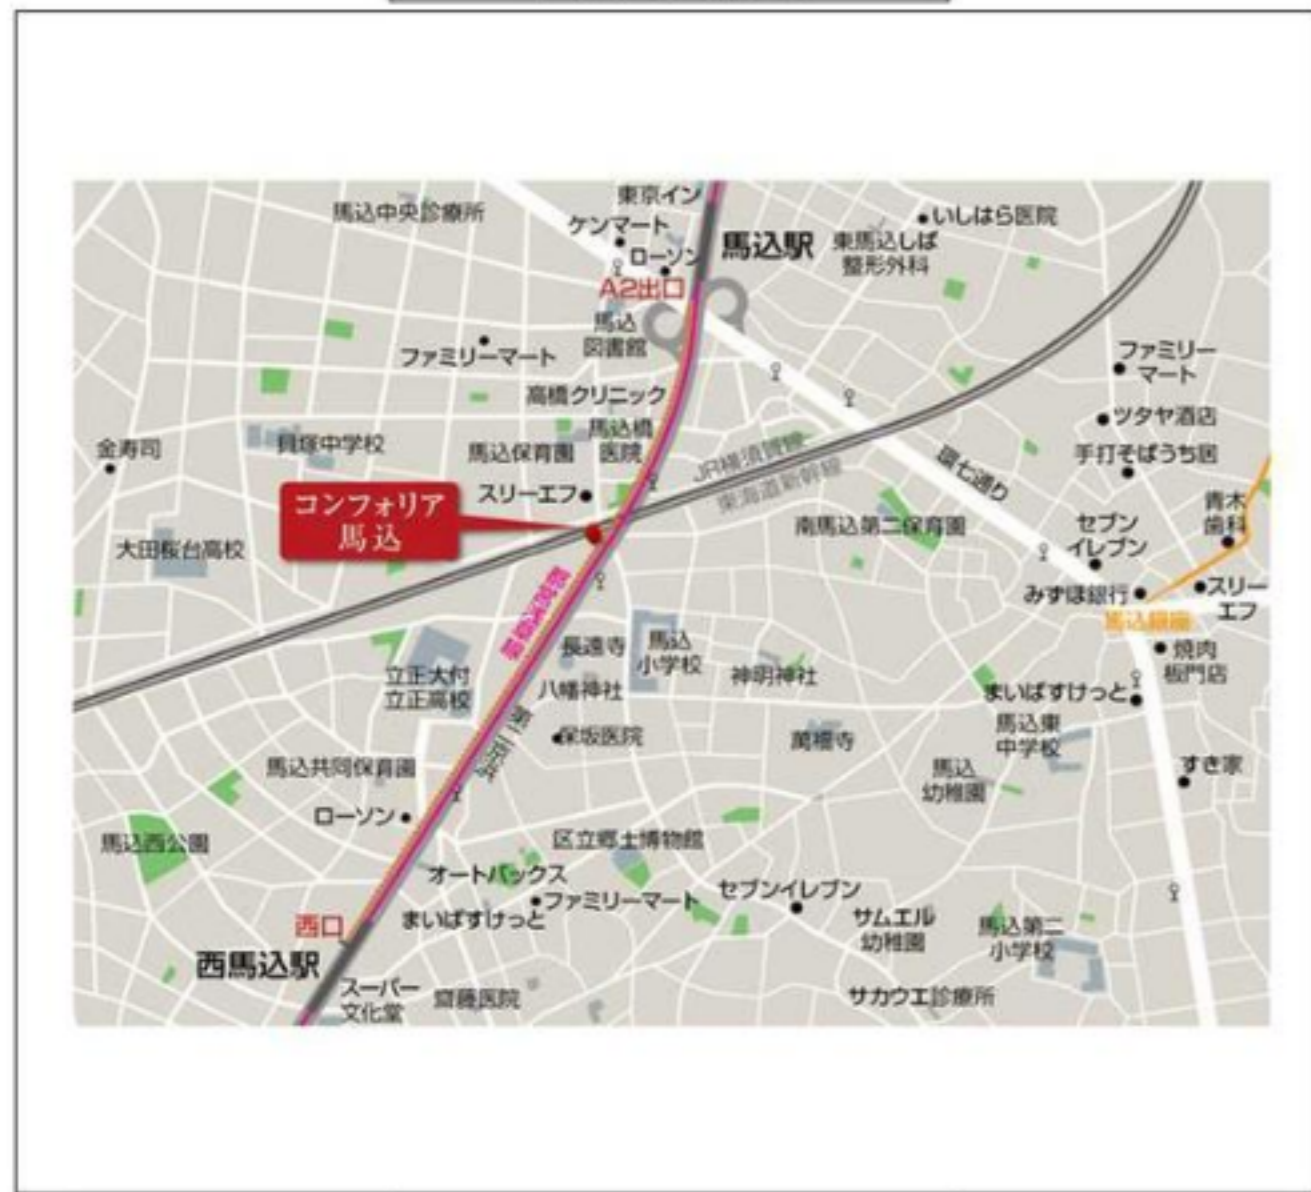 東京イン
馬込中央診療所
ケンマート
いしはら医院
ローソン
馬込駅
東馬込しば
整形外科
A2出口
馬込
図書館
ファミリーマート
ファミリー
マート
高橋クリニック
ツタヤ酒店
馬込橋
医院
金寿司
貝塚中学校
馬込保育園
JR横須賀線
東海道新幹線
環七通り
手打そばうち居
スリーエフ
コンフォリア
馬込
南馬込第二保育園
青木
歯科
セブン
イレブン
大田桜台高校
みずほ銀行
スリー
エフ
馬込銀座
都営浅草線
長遠寺
馬込
小学校
焼肉
板門店
立正大付
立正高校
神明神社
八幡神社
まいばすけっと
第二京浜
保坂医院
萬福寺
馬込東
中学校
馬込共同保育園
馬込
幼稚園
すき家
ローソン
馬込西公園
区立郷土博物館
オートバックス
セブンイレブン
ファミリーマート
まいばすけっと
西口
サムエル
幼稚園
馬込第二
小学校
西馬込駅
スーパー
文化堂
齋藤医院
サカウエ診療所